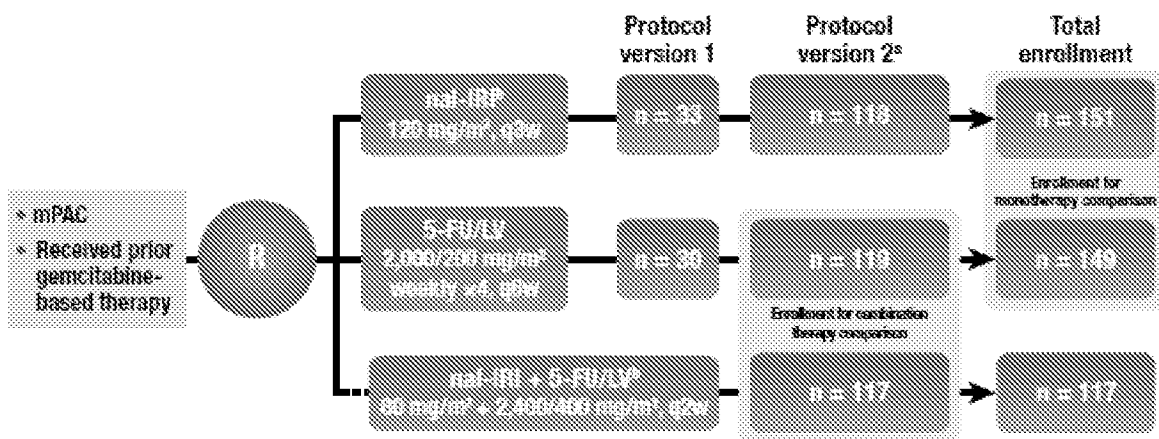 Protocol
version 1
Protocol
version 2ª
Total
enrollment
nal-IRIª
120 mg/m², q3w
n = 33
n = 118
n = 151
Enrollment for
monotherapy comparison
• mPAC
• Received prior
gemcitabine-
based therapy
R
5-FU/LV
2,000/200 mg/m²
weekly ×4, q6w
n = 30
n = 119
n = 149
Enrollment for combination
therapy comparison
nal-IRI + 5-FU/LVᵇ
80 mg/m² + 2,400/400 mg/m², q2w
n = 117
n = 117